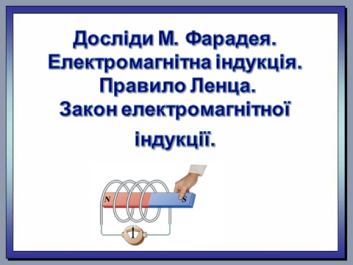 Досліди М. Фарадея.
Електромагнітна індукція.
Правило Ленца.
Закон електромагнітної
індукції.
N S